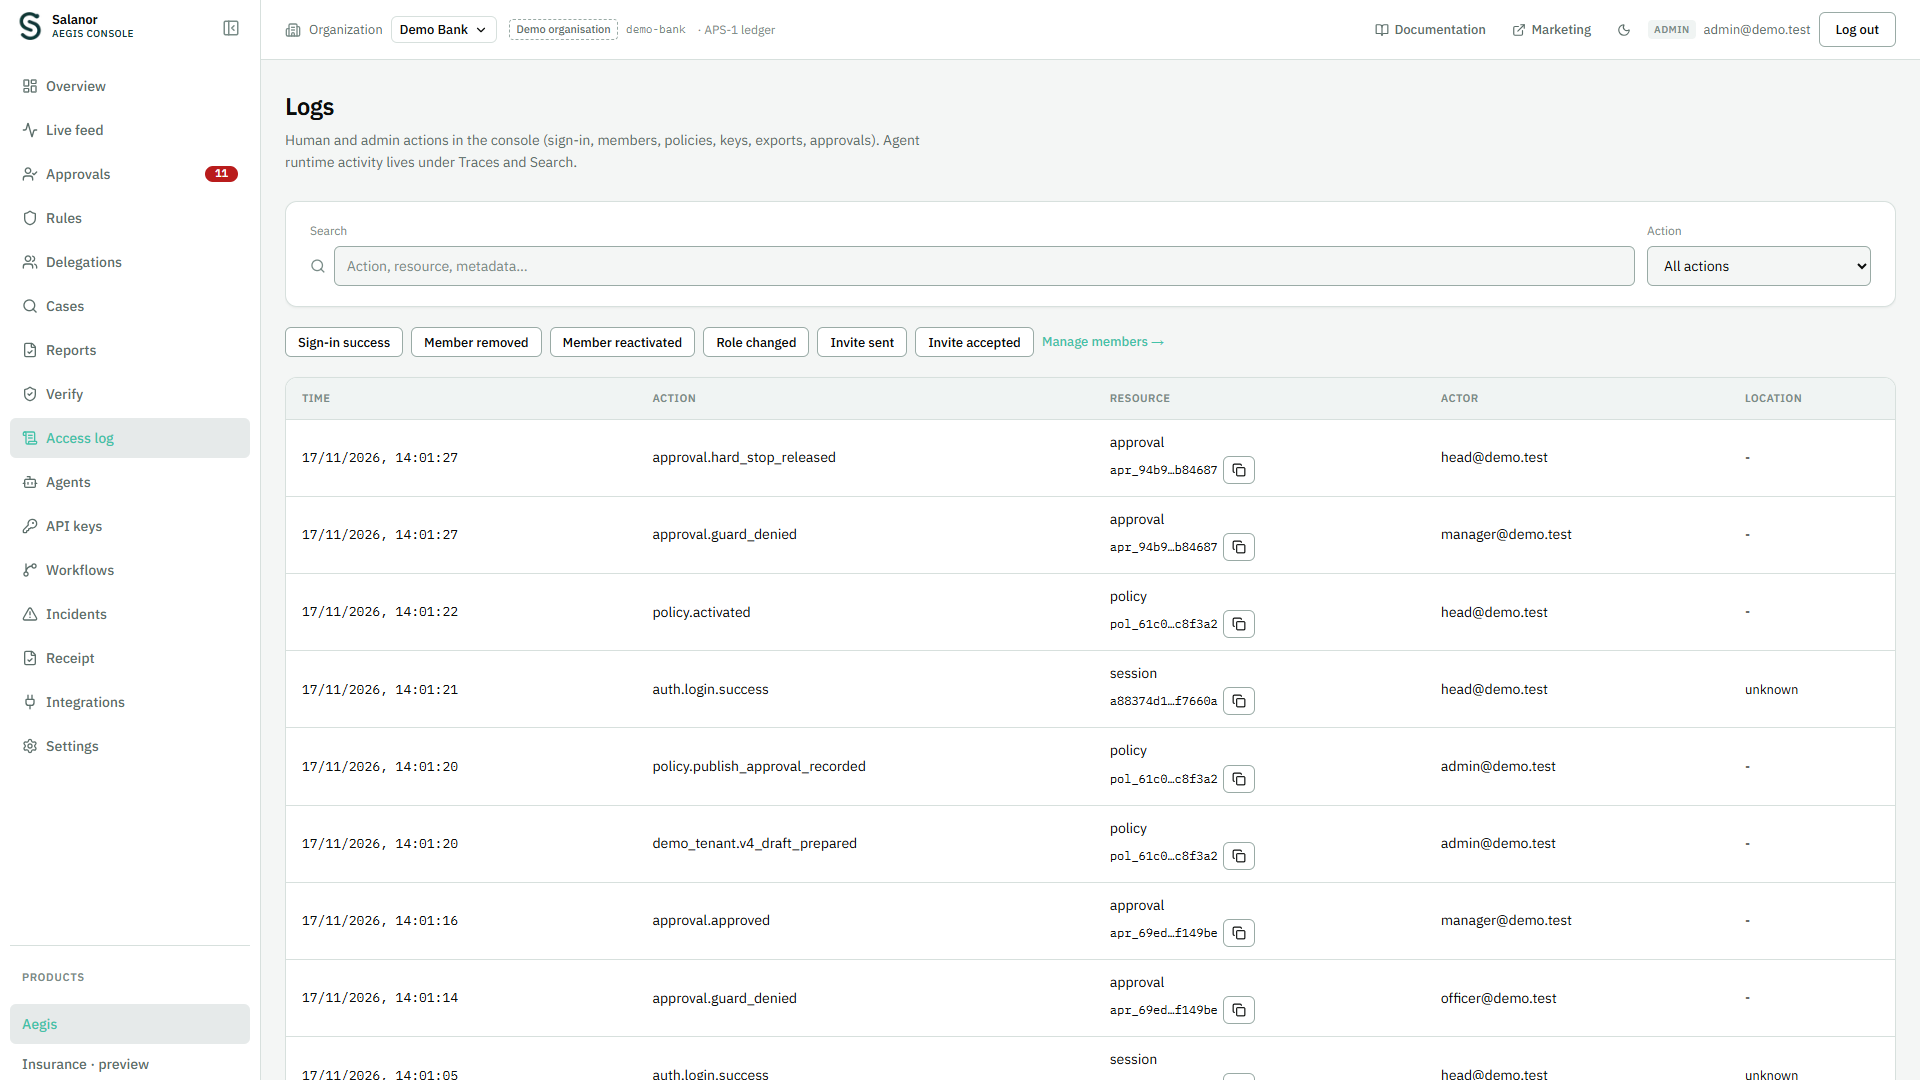 Salanor
AEGIS CONSOLE
Overview
Live feed
Approvals 11
Rules
Delegations
Cases
Reports
Verify
Access log
Agents
API keys
Workflows
Incidents
Receipt
Integrations
Settings
PRODUCTS
Aegis
Insurance · preview
Organization Demo Bank Demo organisation demo-bank · APS-1 ledger
Documentation Marketing ADMIN admin@demo.test Log out
Logs
Human and admin actions in the console (sign-in, members, policies, keys, exports, approvals). Agent
runtime activity lives under Traces and Search.
Search Action
Action, resource, metadata... All actions
Sign-in success Member removed Member reactivated Role changed Invite sent Invite accepted Manage members →
TIME ACTION RESOURCE ACTOR LOCATION
approval
17/11/2026, 14:01:27 approval.hard_stop_released head@demo.test -
apr_94b9…b84687
approval
17/11/2026, 14:01:27 approval.guard_denied manager@demo.test -
apr_94b9…b84687
policy
17/11/2026, 14:01:22 policy.activated head@demo.test -
pol_61c0…c8f3a2
session
17/11/2026, 14:01:21 auth.login.success head@demo.test unknown
a88374d1…f7660a
policy
17/11/2026, 14:01:20 policy.publish_approval_recorded admin@demo.test -
pol_61c0…c8f3a2
policy
17/11/2026, 14:01:20 demo_tenant.v4_draft_prepared admin@demo.test -
pol_61c0…c8f3a2
approval
17/11/2026, 14:01:16 approval.approved manager@demo.test -
apr_69ed…f149be
approval
17/11/2026, 14:01:14 approval.guard_denied officer@demo.test -
apr_69ed…f149be
session
17/11/2026, 14:01:05 auth.login.success head@demo.test unknown